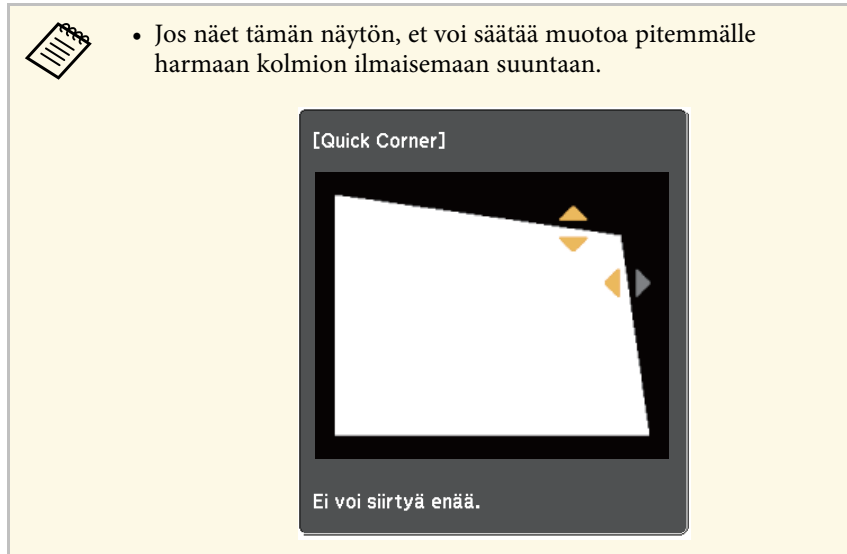 • Jos näet tämän näytön, et voi säätää muotoa pitemmälle
harmaan kolmion ilmaisemaan suuntaan.
[Quick Corner]
Ei voi siirtyä enää.